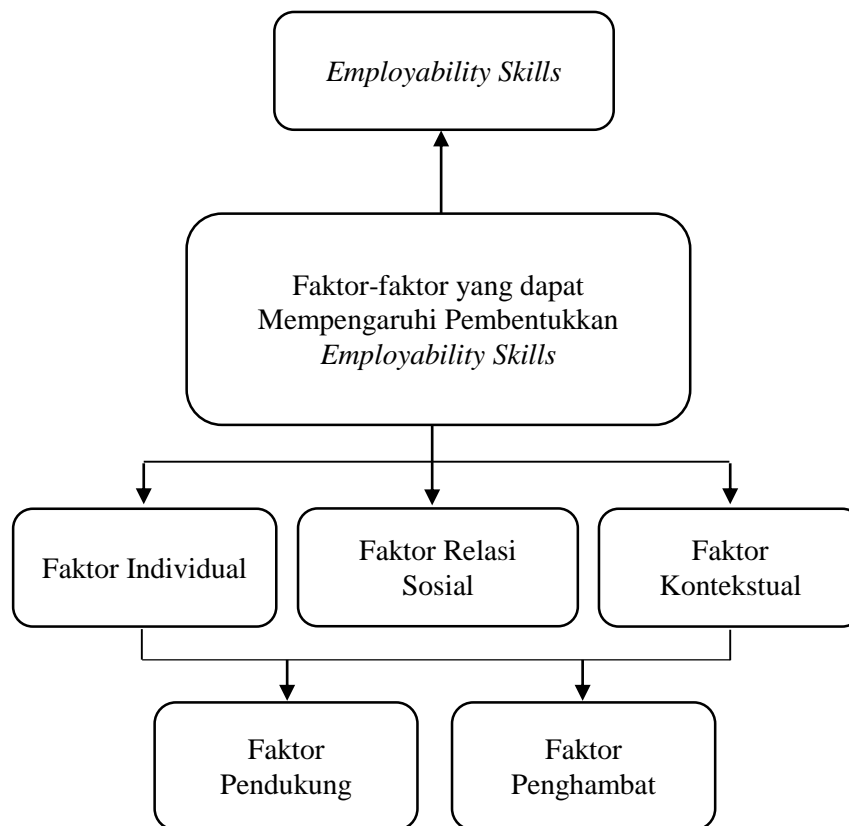 Employability Skills
Faktor-faktor yang dapat
Mempengaruhi Pembentukkan
Employability Skills
Faktor Individual
Faktor Relasi
Sosial
Faktor
Kontekstual
Faktor
Pendukung
Faktor
Penghambat